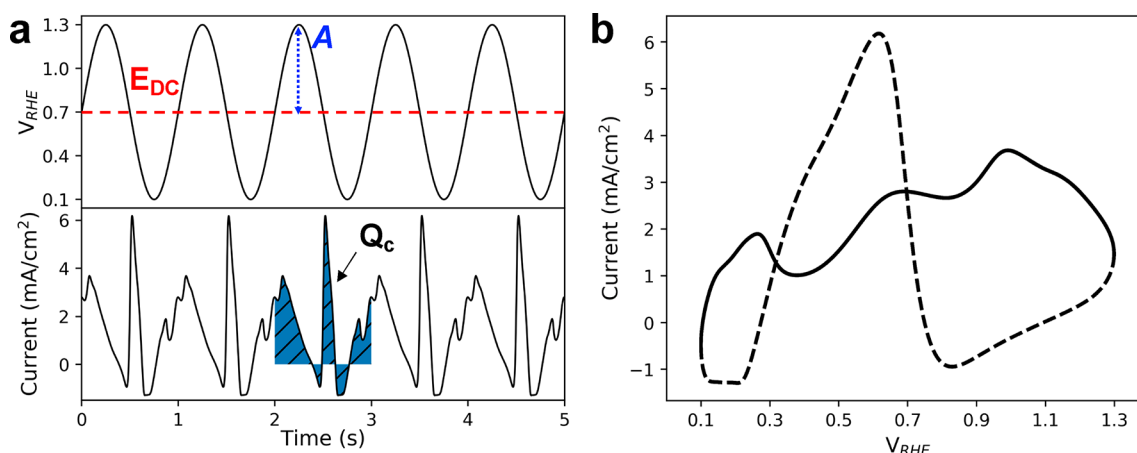 a
1.3
1.0
0.7
0.4
0.1
V_RHE
E_DC
A
6
4
2
0
Current (mA/cm²)
Q_c
0 1 2 3 4 5
Time (s)
b
6
5
4
3
2
1
0
−1
Current (mA/cm²)
0.1 0.3 0.5 0.7 0.9 1.1 1.3
V_RHE